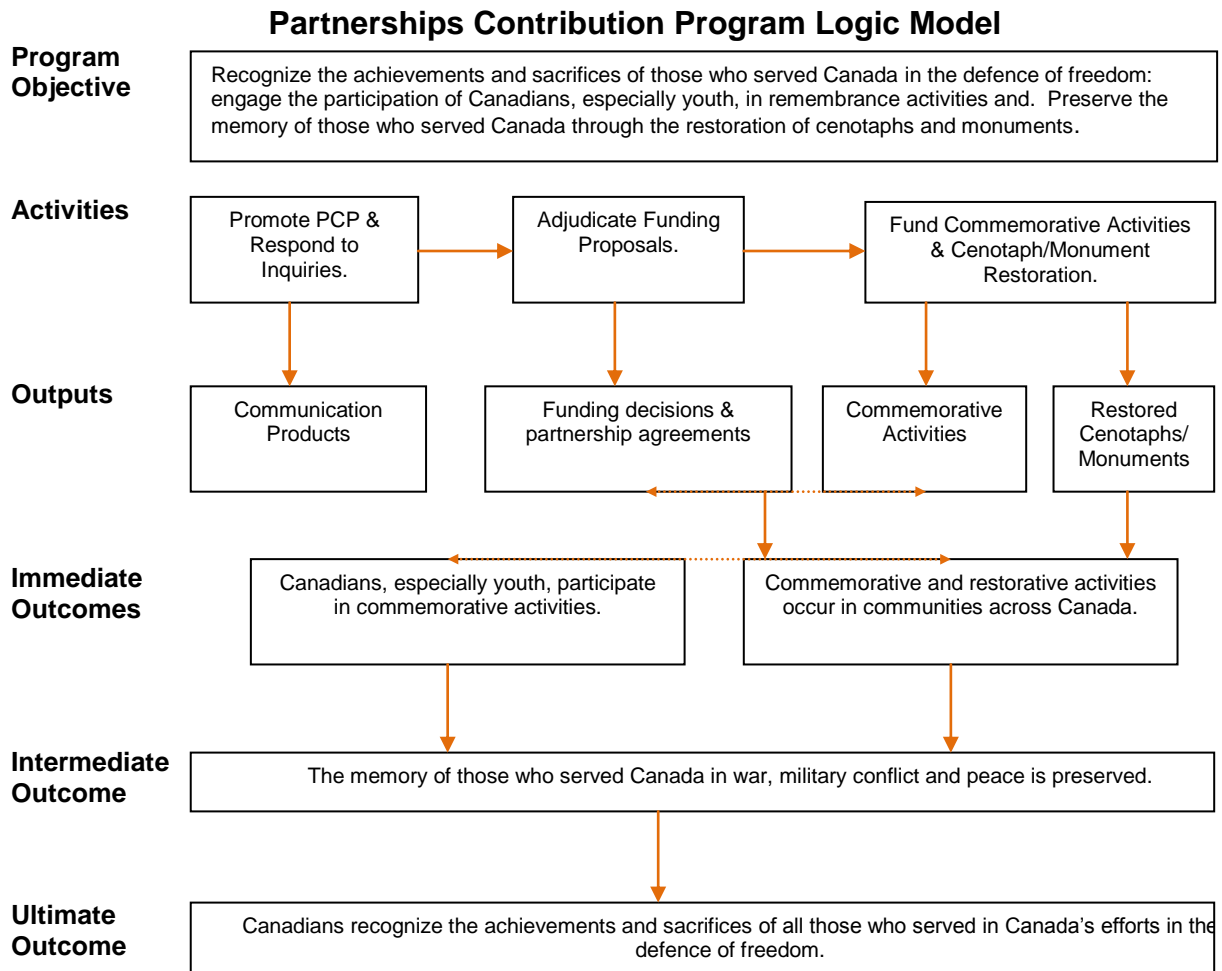 Partnerships Contribution Program Logic Model
Program
Objective
Recognize the achievements and sacrifices of those who served Canada in the defence of freedom:
engage the participation of Canadians, especially youth, in remembrance activities and.  Preserve the
memory of those who served Canada through the restoration of cenotaphs and monuments.
Activities
Promote PCP &
Respond to
Inquiries.
Adjudicate Funding
Proposals.
Fund Commemorative Activities
& Cenotaph/Monument
Restoration.
Outputs
Communication
Products
Funding decisions &
partnership agreements
Commemorative
Activities
Restored
Cenotaphs/
Monuments
Immediate
Outcomes
Canadians, especially youth, participate
in commemorative activities.
Commemorative and restorative activities
occur in communities across Canada.
Intermediate
Outcome
The memory of those who served Canada in war, military conflict and peace is preserved.
Ultimate
Outcome
Canadians recognize the achievements and sacrifices of all those who served in Canada's efforts in the
defence of freedom.